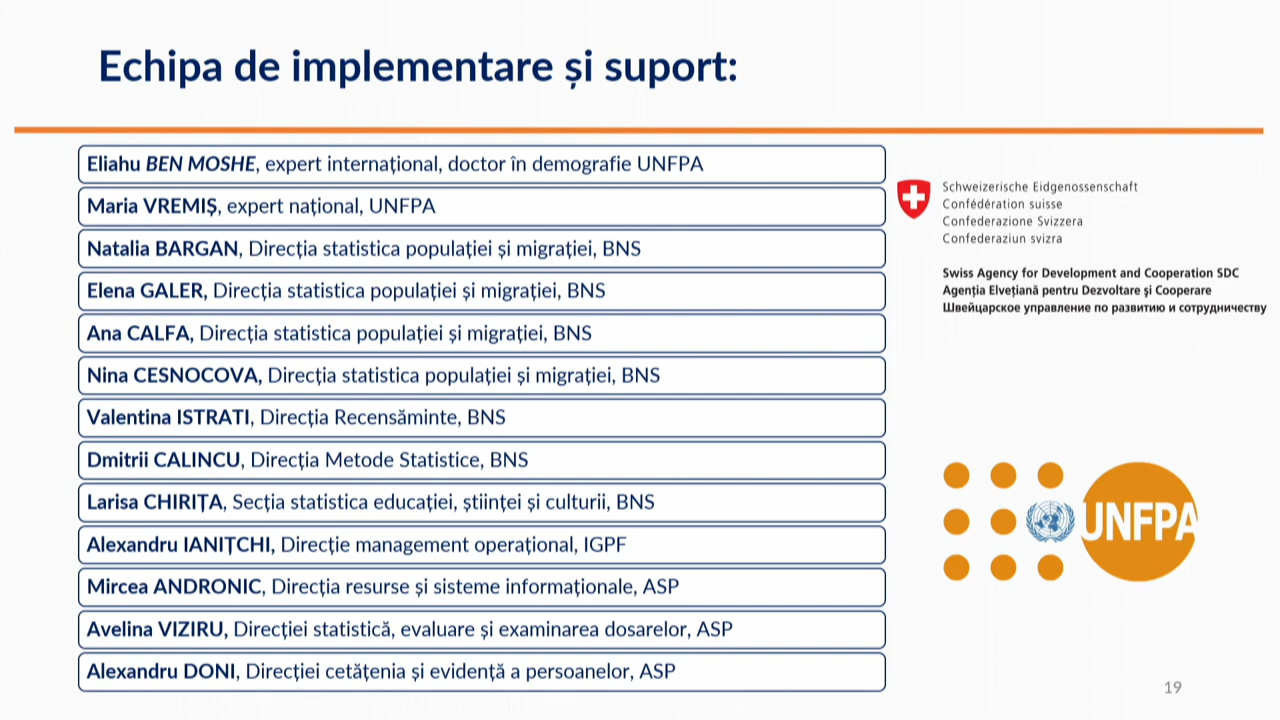 Echipa de implementare și suport:
Eliahu BEN MOSHE, expert internațional, doctor în demografie UNFPA
Maria VREMIȘ, expert național, UNFPA
Natalia BARGAN, Direcția statistica populației și migrației, BNS
Elena GALER, Direcția statistica populației și migrației, BNS
Ana CALFA, Direcția statistica populației și migrației, BNS
Nina CESNOCOVA, Direcția statistica populației și migrației, BNS
Valentina ISTRATI, Direcția Recensăminte, BNS
Dmitrii CALINCU, Direcția Metode Statistice, BNS
Larisa CHIRIȚA, Secția statistica educației, științei și culturii, BNS
Alexandru IANIȚCHI, Direcție management operațional, IGPF
Mircea ANDRONIC, Direcția resurse și sisteme informaționale, ASP
Avelina VIZIRU, Direcției statistică, evaluare și examinarea dosarelor, ASP
Alexandru DONI, Direcției cetățenia și evidență a persoanelor, ASP
Schweizerische Eidgenossenschaft
Confédération suisse
Confederazione Svizzera
Confederaziun svizra
Swiss Agency for Development and Cooperation SDC
Agenția Elvețiană pentru Dezvoltare și Cooperare
Швейцарское управление по развитию и сотрудничеству
UNFPA
19